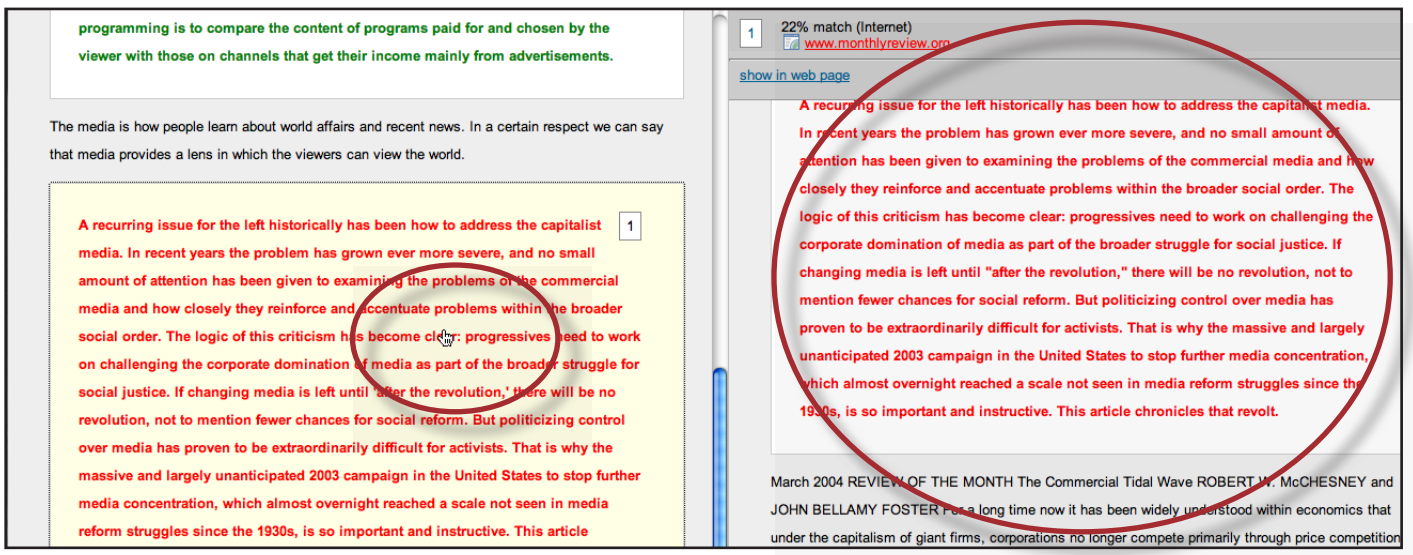 programming is to compare the content of programs paid for and chosen by the
viewer with those on channels that get their income mainly from advertisements.
The media is how people learn about world affairs and recent news. In a certain respect we can say
that media provides a lens in which the viewers can view the world.
A recurring issue for the left historically has been how to address the capitalist
1
media. In recent years the problem has grown ever more severe, and no small
amount of attention has been given to examining the problems of the commercial
media and how closely they reinforce and accentuate problems within the broader
social order. The logic of this criticism has become clear: progressives need to work
on challenging the corporate domination of media as part of the broader struggle for
social justice. If changing media is left until 'after the revolution,' there will be no
revolution, not to mention fewer chances for social reform. But politicizing control
over media has proven to be extraordinarily difficult for activists. That is why the
massive and largely unanticipated 2003 campaign in the United States to stop further
media concentration, which almost overnight reached a scale not seen in media
reform struggles since the 1930s, is so important and instructive. This article
1
22% match (Internet)
www.monthlyreview.org
show in web page
A recurring issue for the left historically has been how to address the capitalist media.
In recent years the problem has grown ever more severe, and no small amount of
attention has been given to examining the problems of the commercial media and how
closely they reinforce and accentuate problems within the broader social order. The
logic of this criticism has become clear: progressives need to work on challenging the
corporate domination of media as part of the broader struggle for social justice. If
changing media is left until "after the revolution," there will be no revolution, not to
mention fewer chances for social reform. But politicizing control over media has
proven to be extraordinarily difficult for activists. That is why the massive and largely
unanticipated 2003 campaign in the United States to stop further media concentration,
which almost overnight reached a scale not seen in media reform struggles since the
1930s, is so important and instructive. This article chronicles that revolt.
March 2004 REVIEW OF THE MONTH The Commercial Tidal Wave ROBERT W. McCHESNEY and
JOHN BELLAMY FOSTER For a long time now it has been widely understood within economics that
under the capitalism of giant firms, corporations no longer compete primarily through price competition